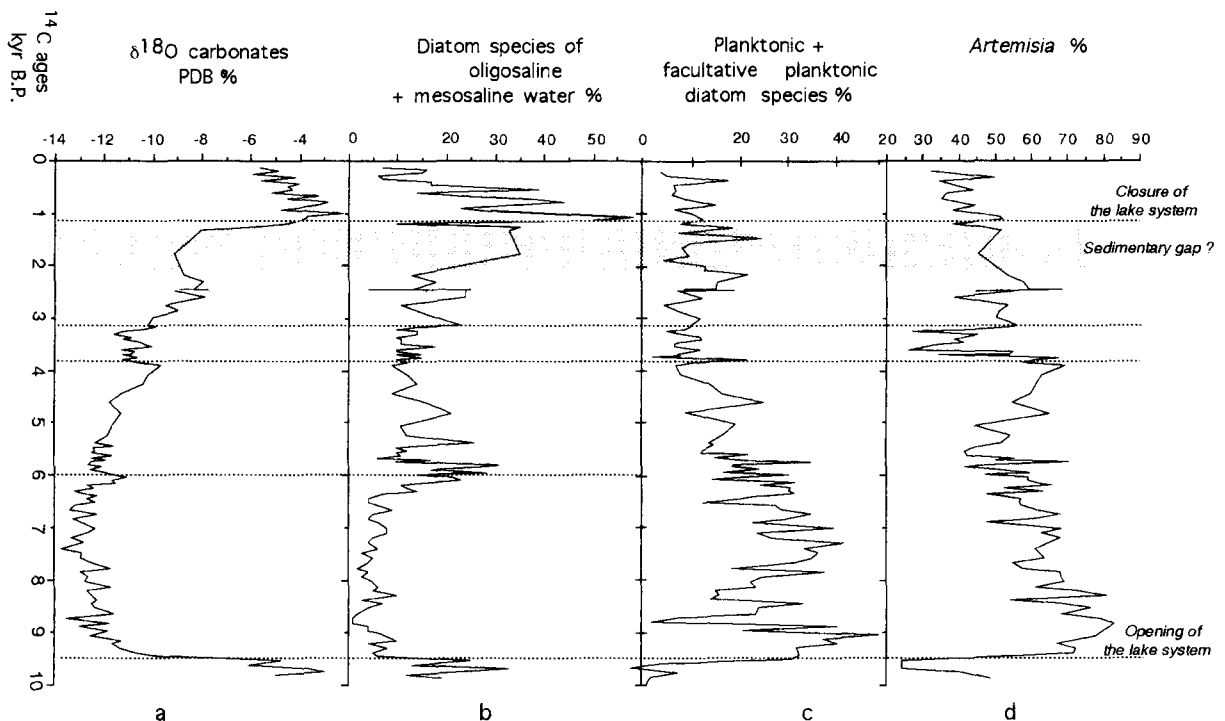 14C ages
kyr B.P.
δ18O carbonates
PDB %
Diatom species of
oligosaline
+ mesosaline water %
Planktonic +
facultative planktonic
diatom species %
Artemisia %
-14 -12 -10 -8 -6 -4
0 10 20 30 40 50
0 20 30 40
20 30 40 50 60 70 80 90
0
1
2
3
4
5
6
7
8
9
10
Closure of
the lake system
Sedimentary gap ?
Opening of
the lake system
a b c d